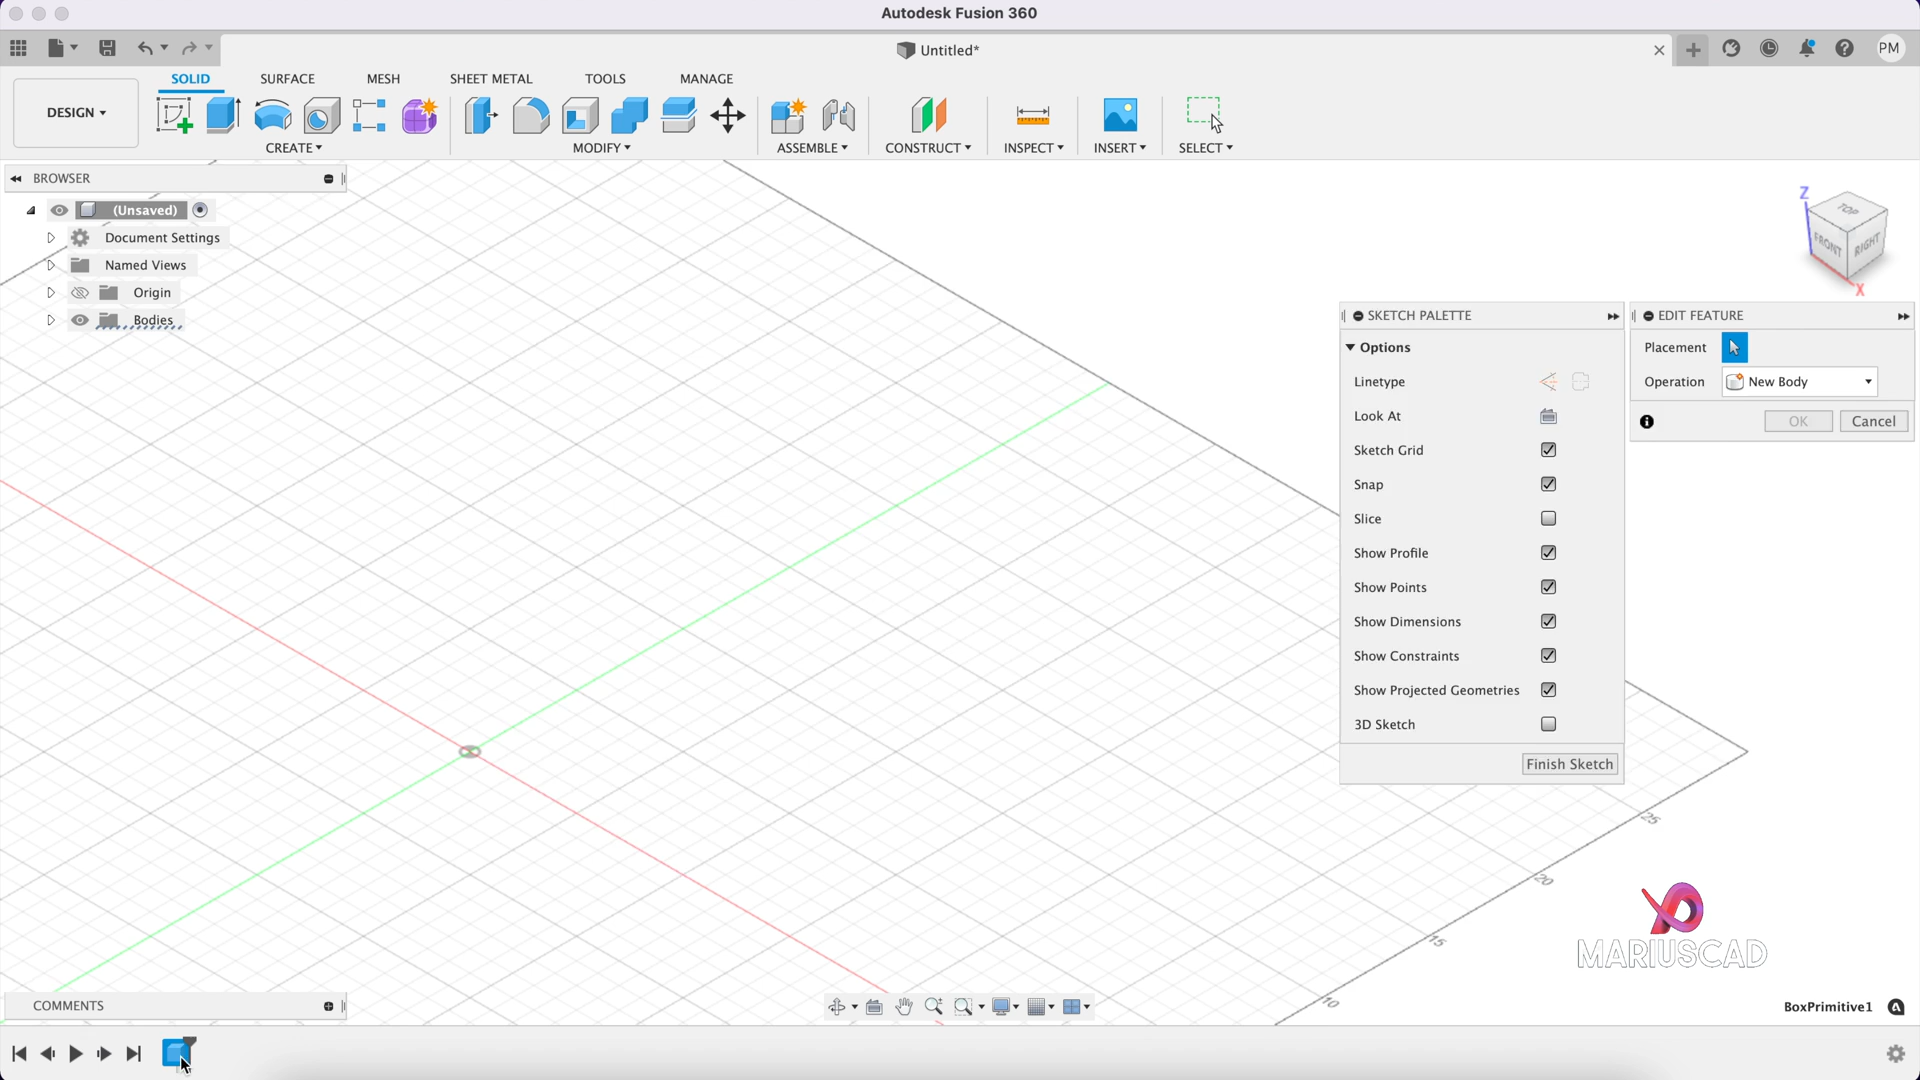 Autodesk Fusion 360
Untitled*
PM
DESIGN
SOLID
SURFACE
MESH
SHEET METAL
TOOLS
MANAGE
CREATE
MODIFY
ASSEMBLE
CONSTRUCT
INSPECT
INSERT
SELECT
BROWSER
(Unsaved)
Document Settings
Named Views
Origin
Bodies
Z
TOP
FRONT
RIGHT
X
SKETCH PALETTE
Options
Linetype
Look At
Sketch Grid
Snap
Slice
Show Profile
Show Points
Show Dimensions
Show Constraints
Show Projected Geometries
3D Sketch
Finish Sketch
EDIT FEATURE
Placement
Operation
New Body
OK
Cancel
25
20
15
10
MARIUSCAD
COMMENTS
BoxPrimitive1